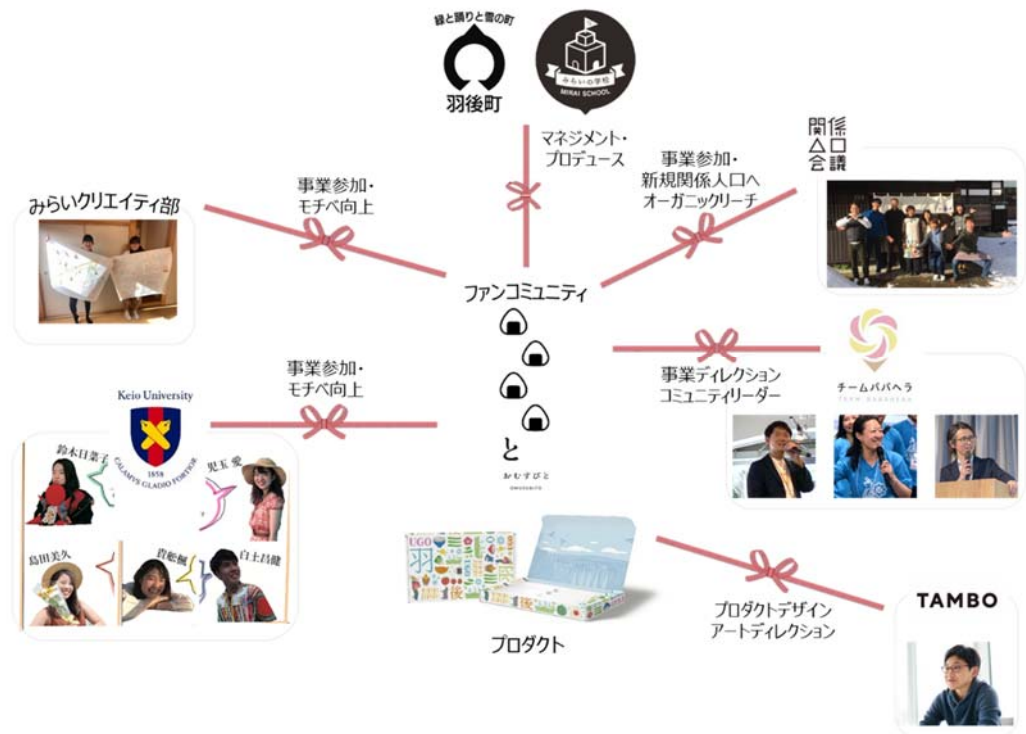 緑と踊りと雪の町
羽後町
みらいの学校
MIRAI SCHOOL
マネジメント・
プロデュース
関係
人口
会議
事業参加・
新規関係人口へ
オーガニックリーチ
事業参加・
モチベ向上
みらいクリエイティ部
ファンコミュニティ
と
おむすびと
OMUSUBITO
事業参加・
モチベ向上
Keio University
1858
CALAMVS GLADIO FORTIOR
鈴木日菜子
児玉 愛
島田美久
貴船楓
白土昌健
事業ディレクション
コミュニティリーダー
チームババヘラ
TEAM BABAHERA
UGO
羽
後
プロダクト
プロダクトデザイン
アートディレクション
TAMBO